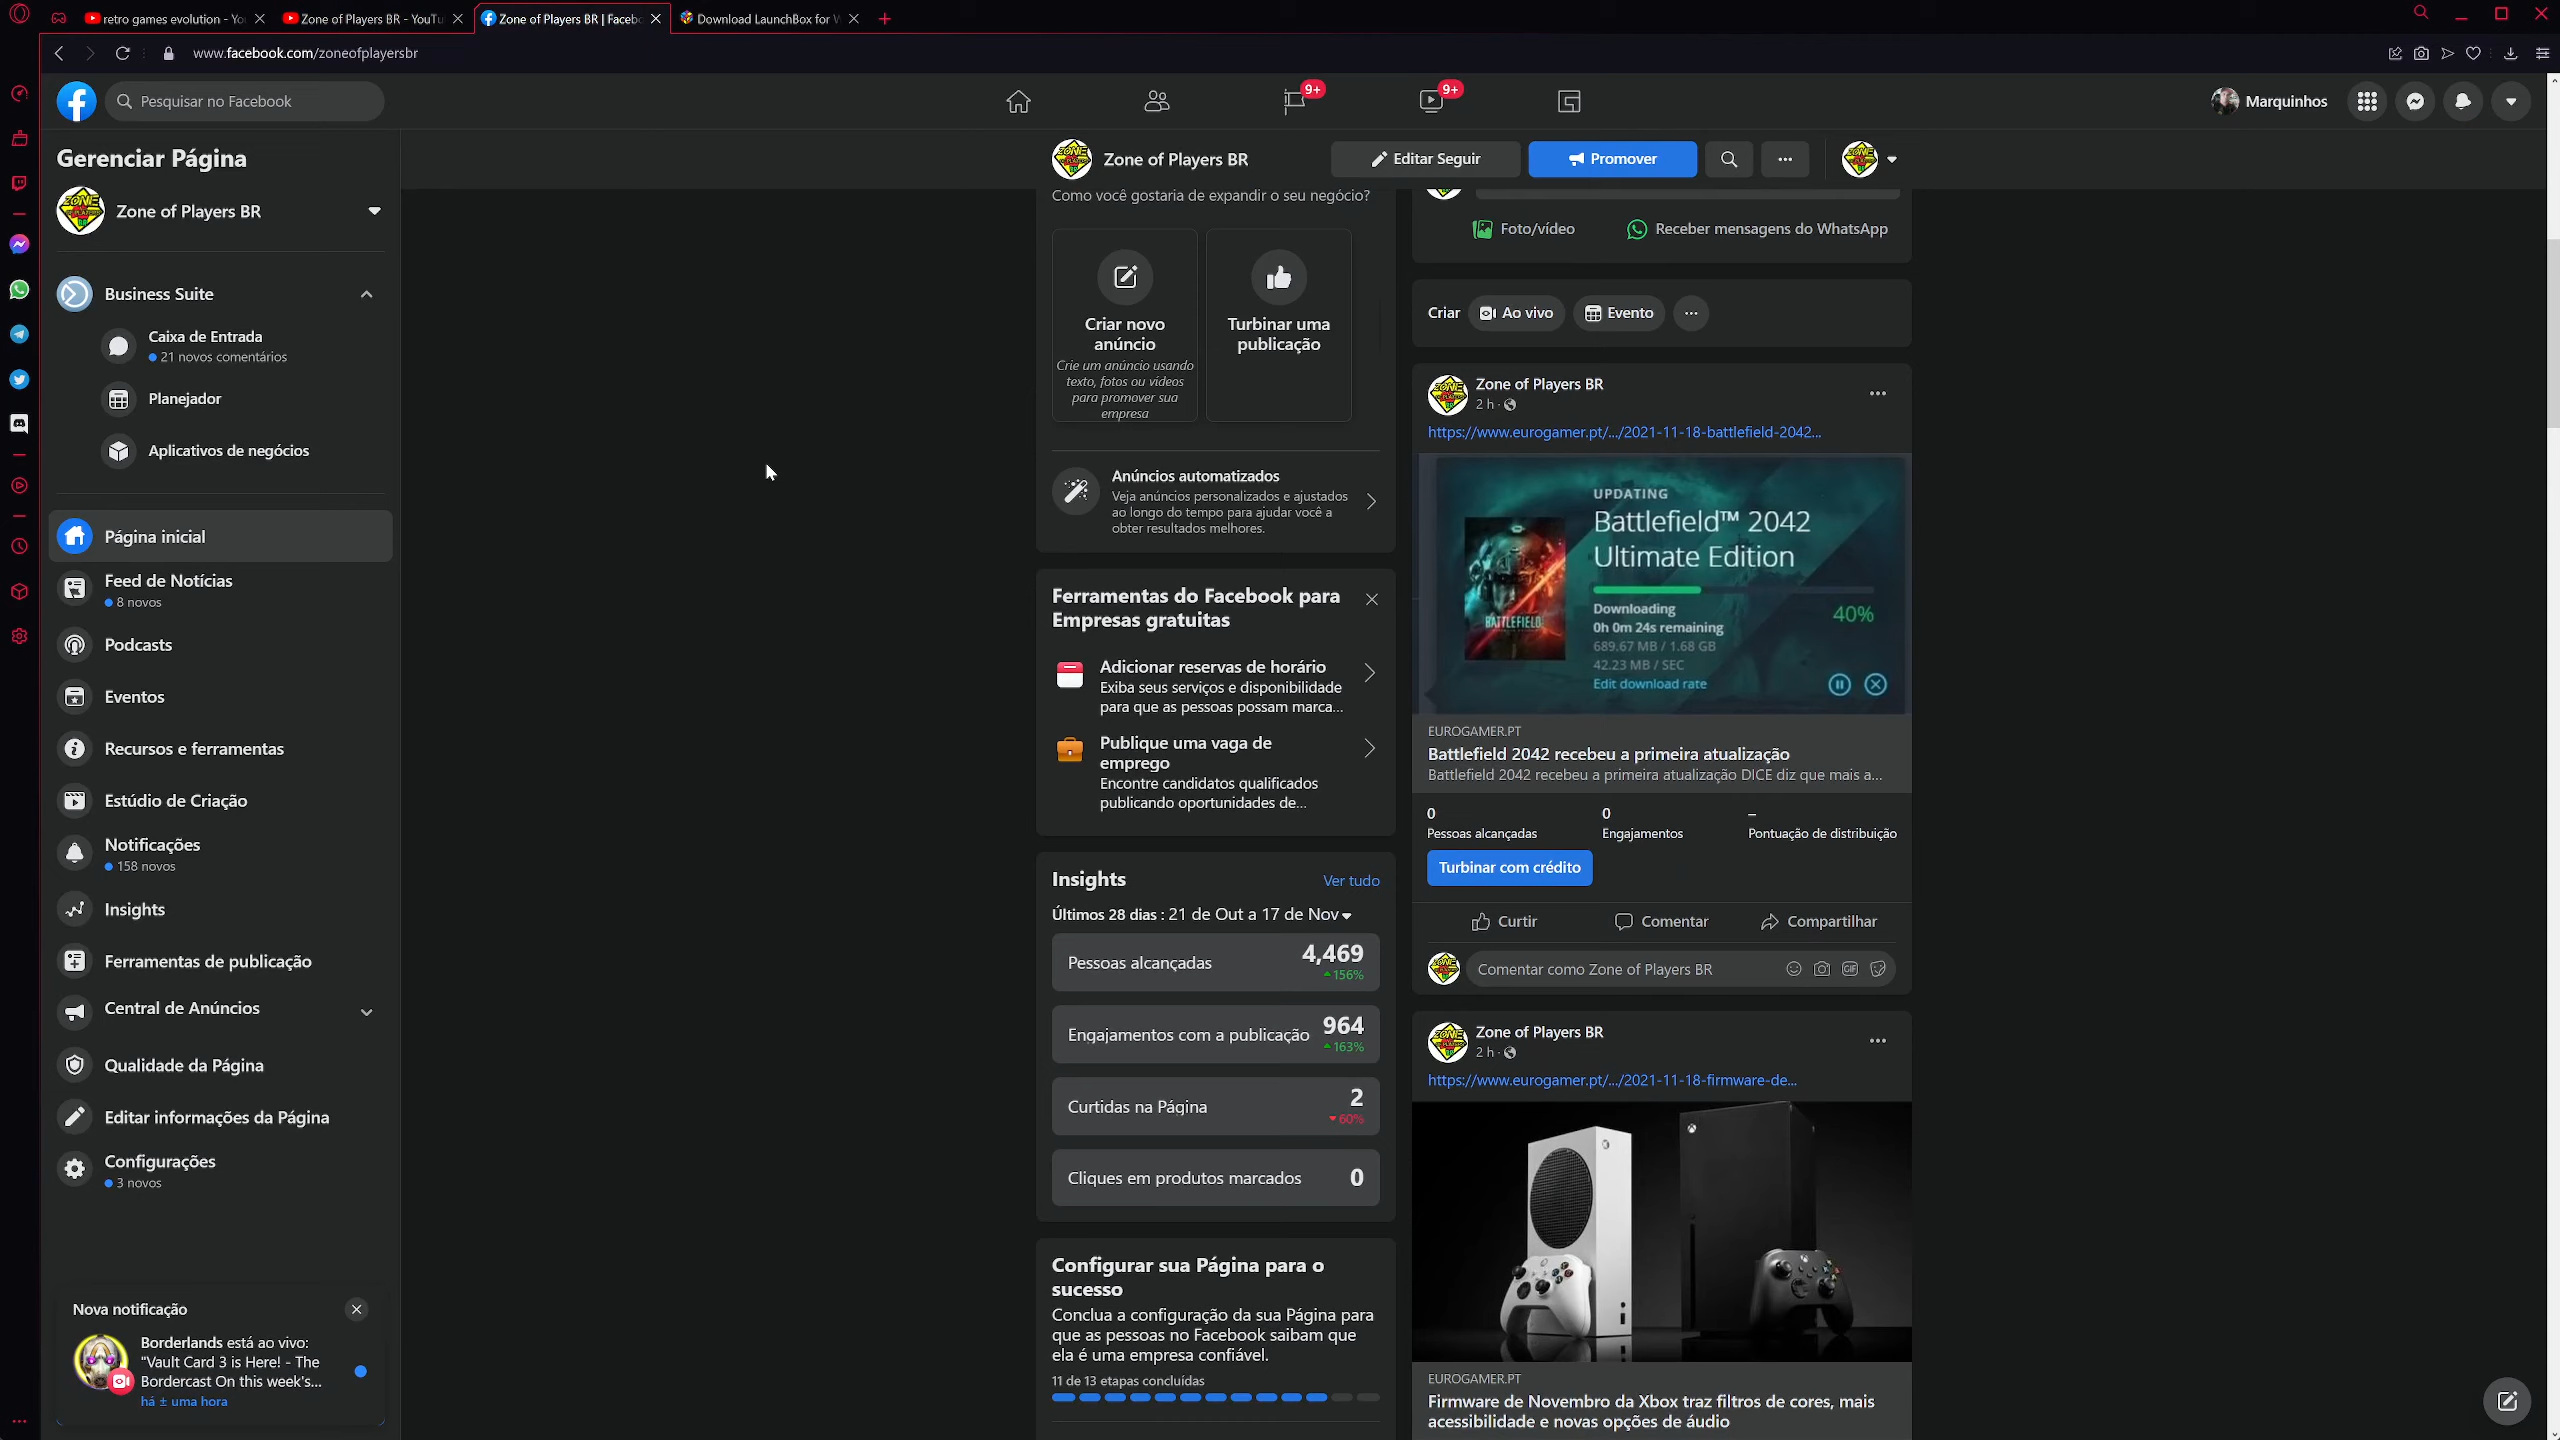 retro games evolution - Yo
Zone of Players BR - YouTu
Zone of Players BR | Facebo
Download LaunchBox for W
www.facebook.com/zoneofplayersbr
Pesquisar no Facebook
9+
9+
Marquinhos
Gerenciar Página
Zone of Players BR
Business Suite
Caixa de Entrada
21 novos comentários
Planejador
Aplicativos de negócios
Página inicial
Feed de Notícias
8 novos
Podcasts
Eventos
Recursos e ferramentas
Estúdio de Criação
Notificações
158 novos
Insights
Ferramentas de publicação
Central de Anúncios
Qualidade da Página
Editar informações da Página
Configurações
3 novos
Nova notificação
Borderlands está ao vivo:
"Vault Card 3 is Here! - The
Bordercast On this week's...
há ± uma hora
Zone of Players BR
Editar Seguir
Promover
Como você gostaria de expandir o seu negócio?
Criar novo
anúncio
Crie um anúncio usando
texto, fotos ou vídeos
para promover sua
empresa
Turbinar uma
publicação
Anúncios automatizados
Veja anúncios personalizados e ajustados
ao longo do tempo para ajudar você a
obter resultados melhores.
Ferramentas do Facebook para
Empresas gratuitas
Adicionar reservas de horário
Exiba seus serviços e disponibilidade
para que as pessoas possam marca...
Publique uma vaga de
emprego
Encontre candidatos qualificados
publicando oportunidades de...
Insights
Ver tudo
Últimos 28 dias : 21 de Out a 17 de Nov
Pessoas alcançadas
4,469
156%
Engajamentos com a publicação
964
163%
Curtidas na Página
2
60%
Cliques em produtos marcados
0
Configurar sua Página para o
sucesso
Conclua a configuração da sua Página para
que as pessoas no Facebook saibam que
ela é uma empresa confiável.
11 de 13 etapas concluídas
Foto/vídeo
Receber mensagens do WhatsApp
Criar
Ao vivo
Evento
Zone of Players BR
2 h ·
https://www.eurogamer.pt/.../2021-11-18-battlefield-2042...
UPDATING
Battlefield™ 2042
Ultimate Edition
BATTLEFIELD
Downloading
0h 0m 24s remaining
40%
689.67 MB / 1.68 GB
42.23 MB / SEC
Edit download rate
EUROGAMER.PT
Battlefield 2042 recebeu a primeira atualização
Battlefield 2042 recebeu a primeira atualização DICE diz que mais a...
0
Pessoas alcançadas
0
Engajamentos
–
Pontuação de distribuição
Turbinar com crédito
Curtir
Comentar
Compartilhar
Comentar como Zone of Players BR
GIF
Zone of Players BR
2 h ·
https://www.eurogamer.pt/.../2021-11-18-firmware-de...
EUROGAMER.PT
Firmware de Novembro da Xbox traz filtros de cores, mais
acessibilidade e novas opções de áudio